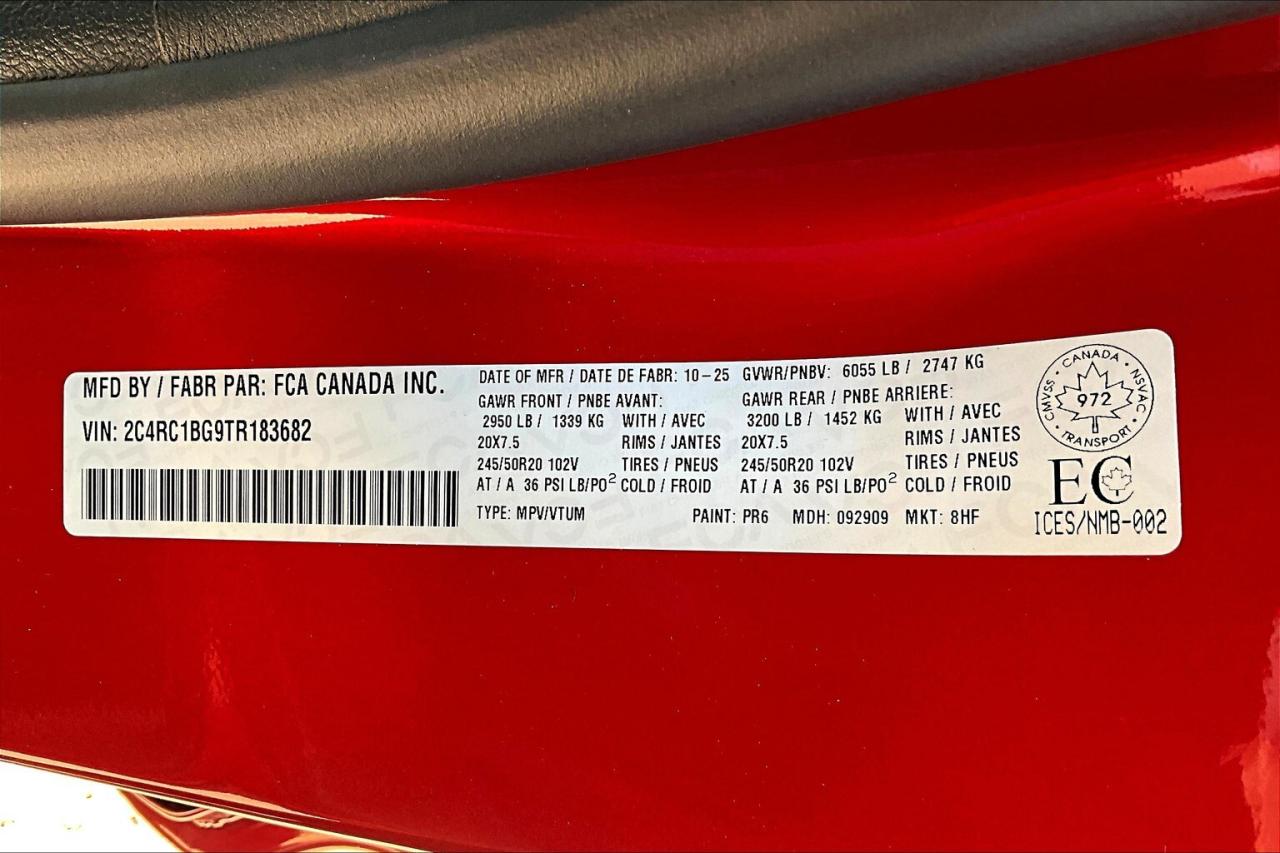 MFD BY / FABR PAR: FCA CANADA INC.
VIN: 2C4RC1BG9TR183682
DATE OF MFR / DATE DE FABR: 10-25 GVWR/PNBV: 6055 LB / 2747 KG
GAWR FRONT / PNBE AVANT:
2950 LB / 1339 KG WITH / AVEC
20X7.5 RIMS / JANTES
245/50R20 102V TIRES / PNEUS
AT / A 36 PSI LB/PO² COLD / FROID
GAWR REAR / PNBE ARRIERE:
3200 LB / 1452 KG WITH / AVEC
20X7.5 RIMS / JANTES
245/50R20 102V TIRES / PNEUS
AT / A 36 PSI LB/PO² COLD / FROID
TYPE: MPV/VTUM PAINT: PR6 MDH: 092909 MKT: 8HF
CANADA
CMVSS
NSVAC
972
TRANSPORT
EC
ICES/NMB-002